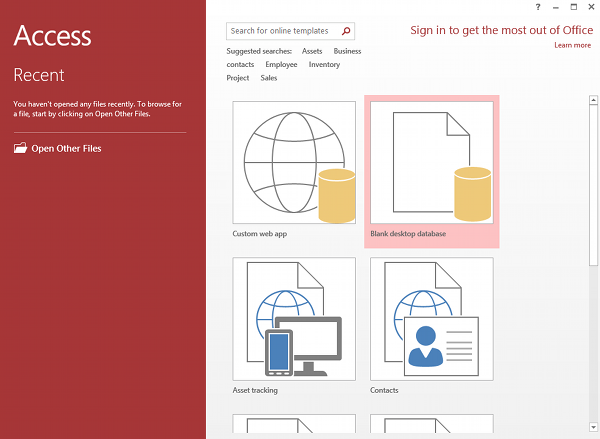 Access
Recent
You haven't opened any files recently. To browse for
a file, start by clicking on Open Other Files.
Open Other Files
?
Search for online templates
Sign in to get the most out of Office
Learn more
Suggested searches: Assets Business
contacts Employee Inventory
Project Sales
Custom web app
Blank desktop database
Asset tracking
Contacts